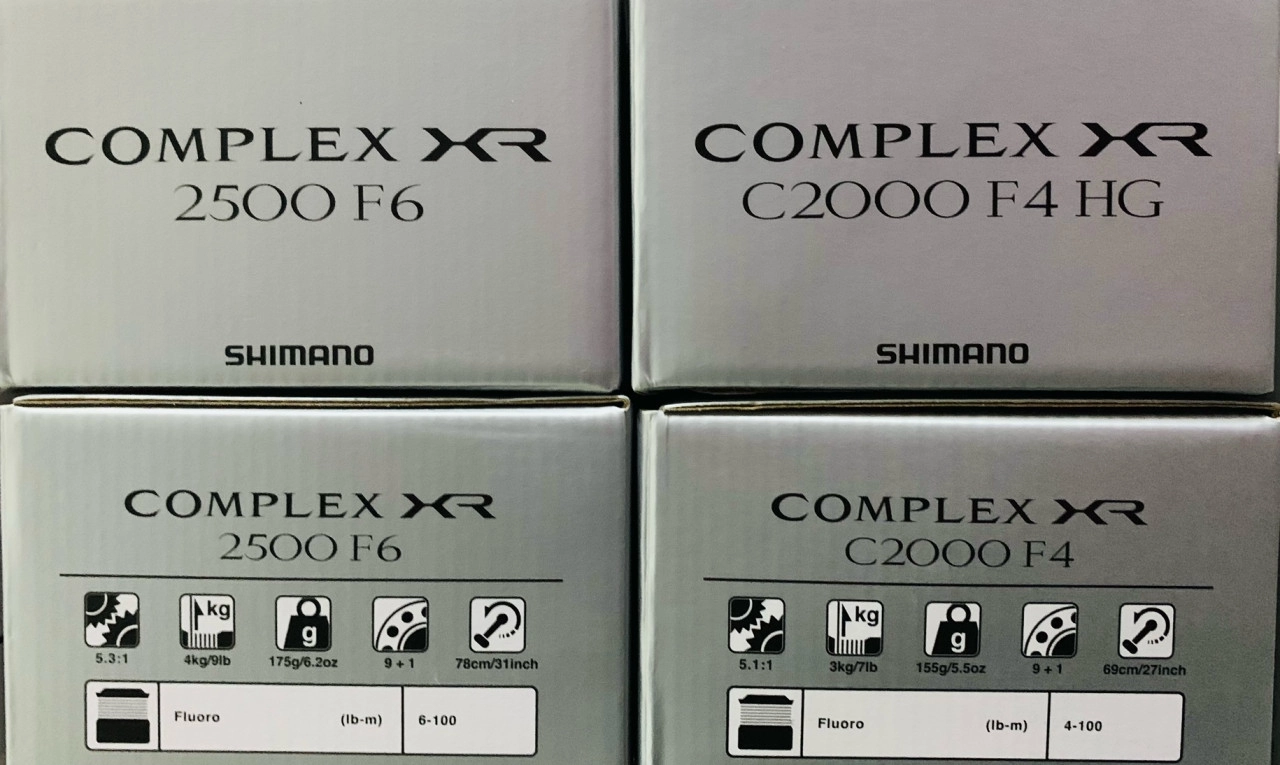 COMPLEX XR
2500 F6
SHIMANO
COMPLEX XR
C2000 F4 HG
SHIMANO
COMPLEX XR
2500 F6
kg
g
5.3:1 4kg/9lb 175g/6.2oz 9 + 1 78cm/31inch
Fluoro (lb-m) 6-100
COMPLEX XR
C2000 F4
kg
g
5.1:1 3kg/7lb 155g/5.5oz 9 + 1 69cm/27inch
Fluoro (lb-m) 4-100